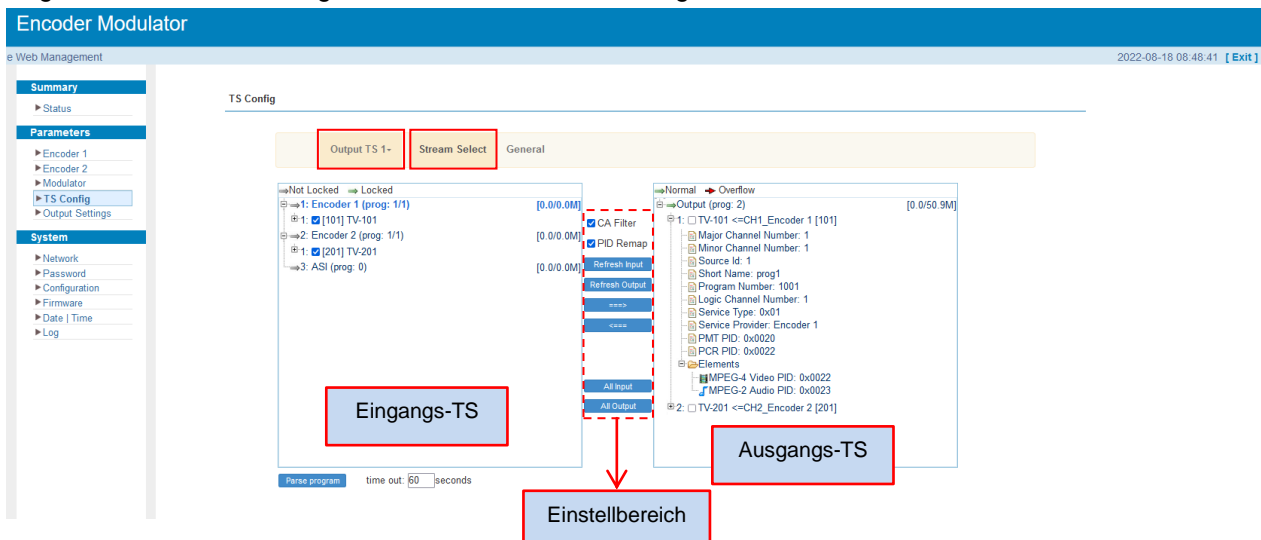 Encoder Modulator
e Web Management
2022-08-18 08:48:41 [ Exit ]
Summary
Status
Parameters
Encoder 1
Encoder 2
Modulator
TS Config
Output Settings
System
Network
Password
Configuration
Firmware
Date | Time
Log
TS Config
Output TS 1
Stream Select
General
Not Locked Locked
1: Encoder 1 (prog: 1/1) [0.0/0.0M]
1: [101] TV-101
2: Encoder 2 (prog: 1/1) [0.0/0.0M]
1: [201] TV-201
3: ASI (prog: 0) [0.0/0.0M]
Eingangs-TS
Parse program time out: 60 seconds
CA Filter
PID Remap
Refresh Input
Refresh Output
===>
<===
All Input
All Output
Einstellbereich
Normal Overflow
Output (prog: 2) [0.0/50.9M]
1: TV-101 <=CH1_Encoder 1 [101]
Major Channel Number: 1
Minor Channel Number: 1
Source Id: 1
Short Name: prog1
Program Number: 1001
Logic Channel Number: 1
Service Type: 0x01
Service Provider: Encoder 1
PMT PID: 0x0020
PCR PID: 0x0022
Elements
MPEG-4 Video PID: 0x0022
MPEG-2 Audio PID: 0x0023
2: TV-201 <=CH2_Encoder 2 [201]
Ausgangs-TS